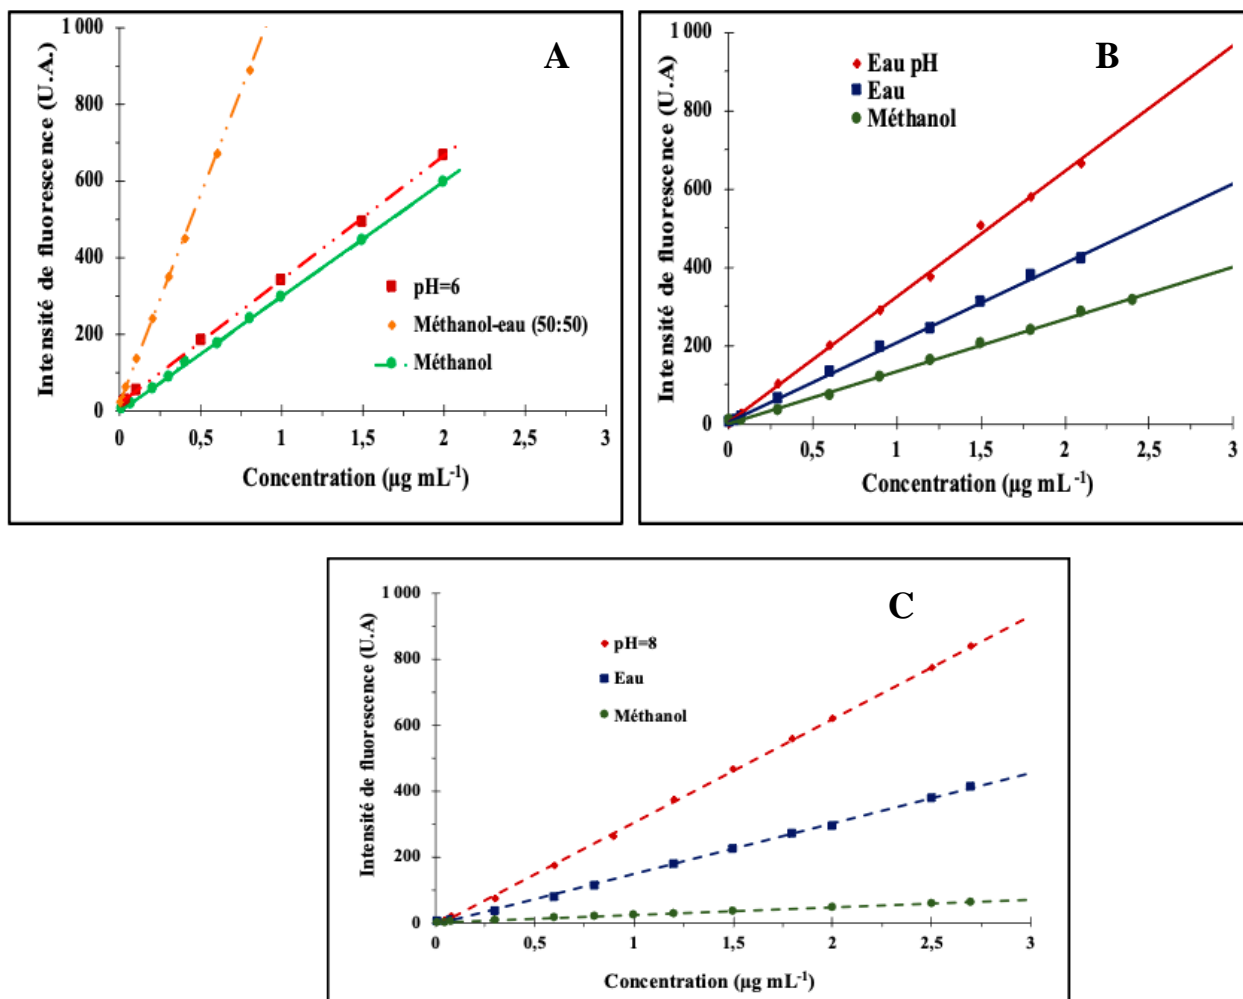 A
Intensité de fluorescence (U.A.)
1 000
800
600
400
200
0
pH=6
Méthanol-eau (50:50)
Méthanol
0 0,5 1 1,5 2 2,5 3
Concentration (µg mL-1)
B
Intensité de fluorescence (U.A)
1 000
800
600
400
200
0
Eau pH
Eau
Méthanol
0 0,5 1 1,5 2 2,5 3
Concentration (µg mL-1)
C
Intensité de fluorescence (U.A)
1 000
800
600
400
200
0
pH=8
Eau
Méthanol
0 0,5 1 1,5 2 2,5 3
Concentration (µg mL-1)